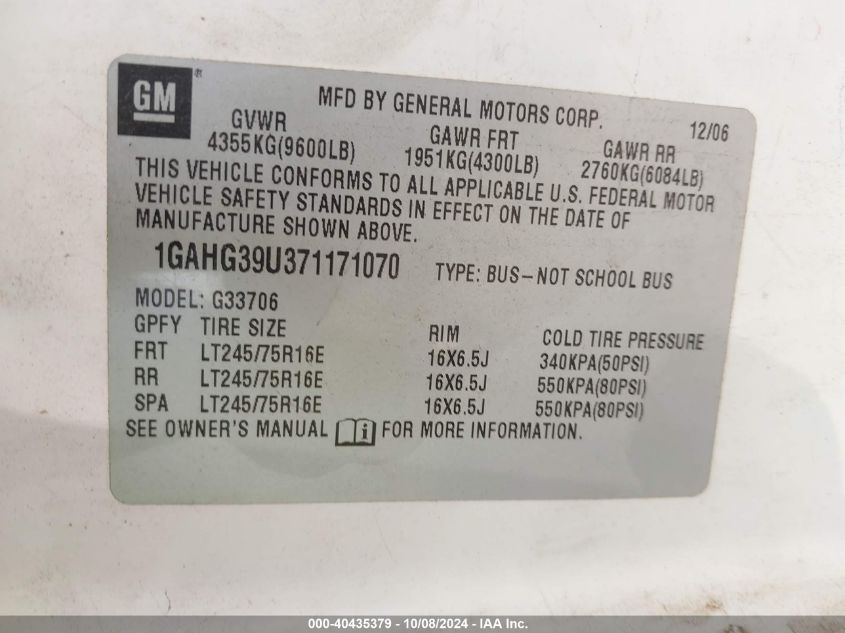 GM ®
MFD BY GENERAL MOTORS CORP. 12/06
GVWR GAWR FRT GAWR RR
4355KG(9600LB) 1951KG(4300LB) 2760KG(6084LB)
THIS VEHICLE CONFORMS TO ALL APPLICABLE U.S. FEDERAL MOTOR
VEHICLE SAFETY STANDARDS IN EFFECT ON THE DATE OF
MANUFACTURE SHOWN ABOVE.
1GAHG39U371171070 TYPE: BUS-NOT SCHOOL BUS
MODEL: G33706
GPFY TIRE SIZE RIM COLD TIRE PRESSURE
FRT LT245/75R16E 16X6.5J 340KPA(50PSI)
RR LT245/75R16E 16X6.5J 550KPA(80PSI)
SPA LT245/75R16E 16X6.5J 550KPA(80PSI)
SEE OWNER'S MANUAL i FOR MORE INFORMATION.
000-40435379 - 10/08/2024 - IAA Inc.